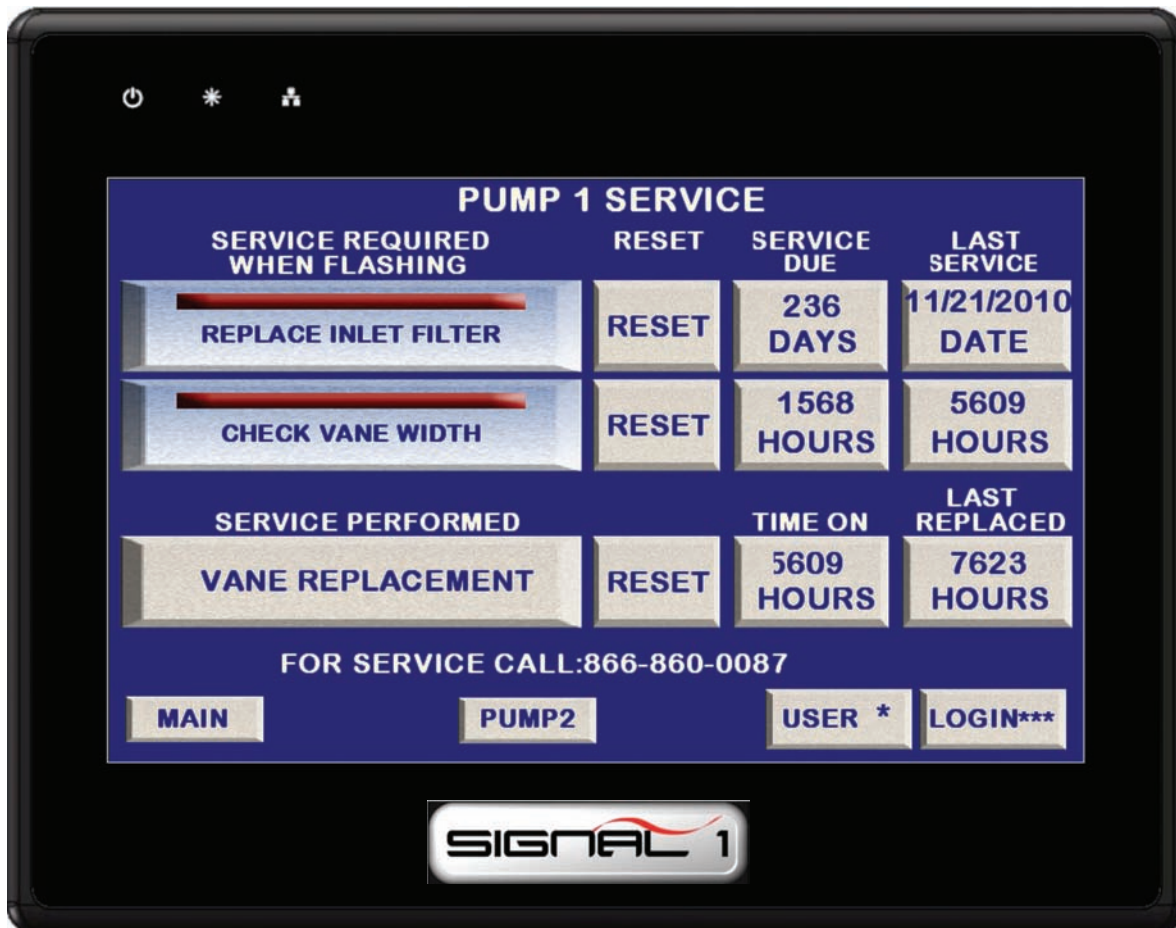 PUMP 1 SERVICE
SERVICE REQUIRED
WHEN FLASHING
RESET
SERVICE
DUE
LAST
SERVICE
REPLACE INLET FILTER
RESET
236
DAYS
11/21/2010
DATE
CHECK VANE WIDTH
RESET
1568
HOURS
5609
HOURS
SERVICE PERFORMED
TIME ON
LAST
REPLACED
VANE REPLACEMENT
RESET
5609
HOURS
7623
HOURS
FOR SERVICE CALL:866-860-0087
MAIN
PUMP2
USER *
LOGIN***
SIGNAL 1